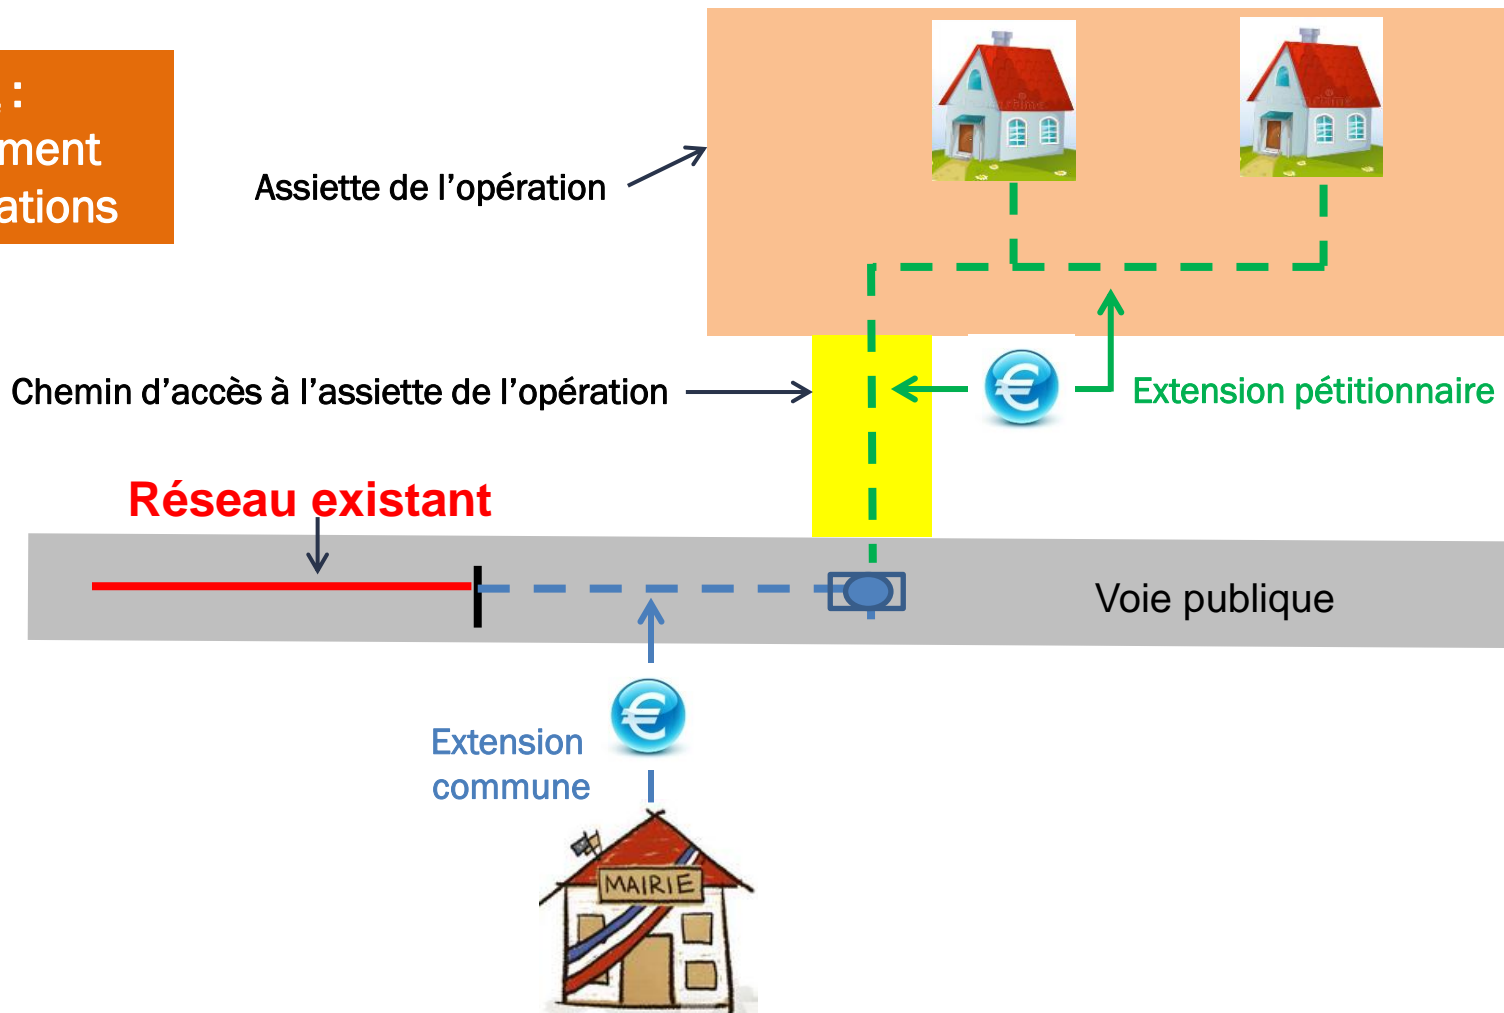 :
ment
ations
Assiette de l’opération
Chemin d’accès à l’assiette de l’opération
Extension pétitionnaire
Réseau existant
Voie publique
Extension
commune
MAIRIE